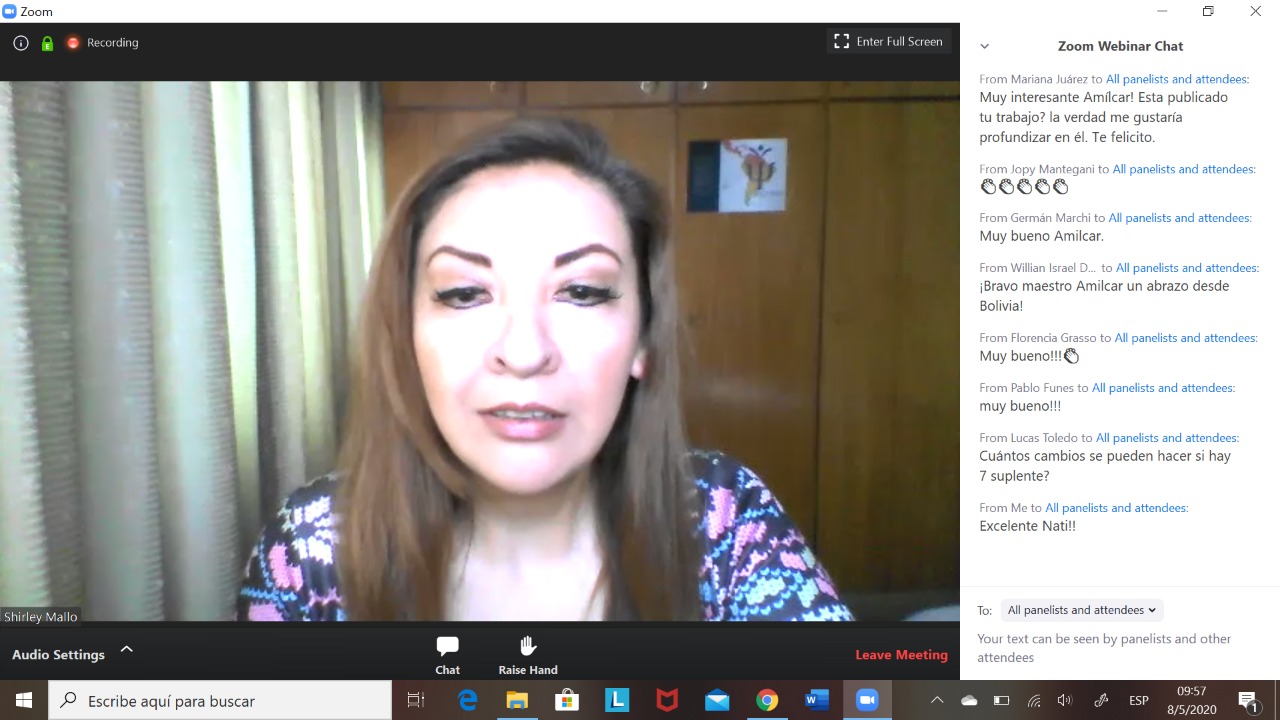 Zoom
Recording
Enter Full Screen
Zoom Webinar Chat
From Mariana Juárez to All panelists and attendees:
Muy interesante Amílcar! Esta publicado
tu trabajo? la verdad me gustaría
profundizar en él. Te felicito.
From Jopy Mantegani to All panelists and attendees:
👏👏👏👏👏
From Germán Marchi to All panelists and attendees:
Muy bueno Amilcar.
From Willian Israel D... to All panelists and attendees:
¡Bravo maestro Amilcar un abrazo desde
Bolivia!
From Florencia Grasso to All panelists and attendees:
Muy bueno!!!👏
From Pablo Funes to All panelists and attendees:
muy bueno!!!
From Lucas Toledo to All panelists and attendees:
Cuántos cambios se pueden hacer si hay
7 suplente?
From Me to All panelists and attendees:
Excelente Nati!!
To: All panelists and attendees
Your text can be seen by panelists and other
attendees
Shirley Mallo
Audio Settings
Chat
Raise Hand
Leave Meeting
Escribe aquí para buscar
L
W
ESP
09:57
8/5/2020
1